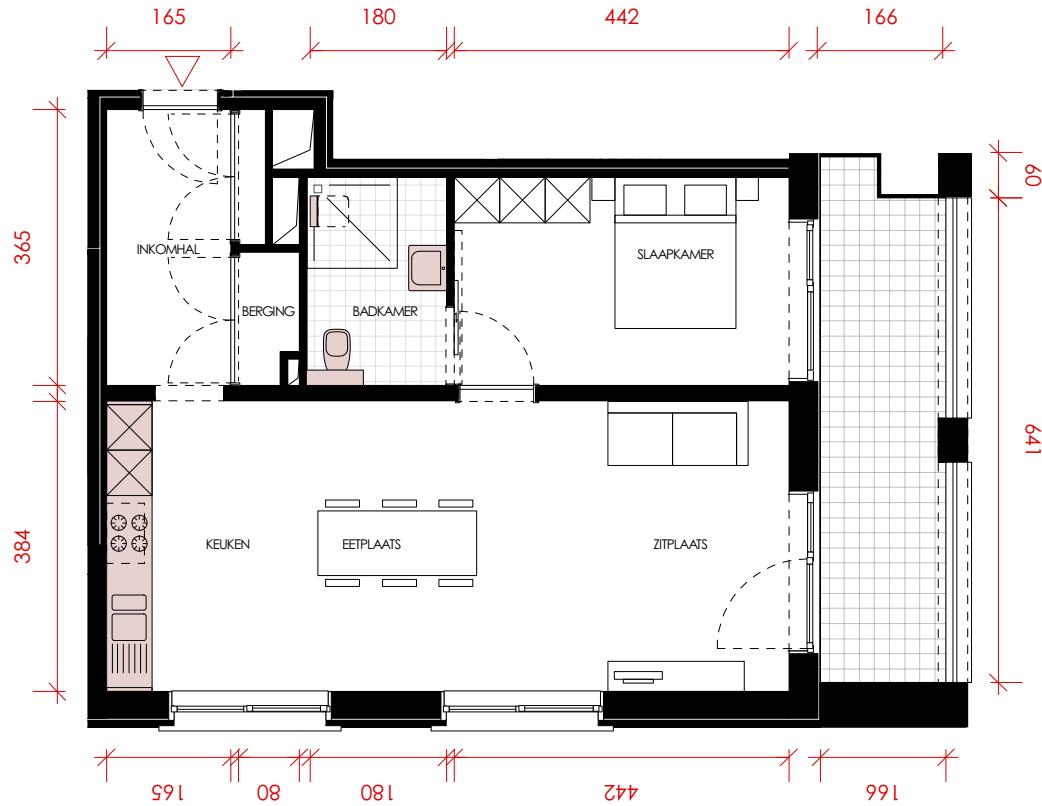 165
180
442
166
60
365
INKOMHAL
SLAAPKAMER
BERGING
BADKAMER
641
384
KEUKEN
EETPLAATS
ZITPLAATS
165
80
180
442
166